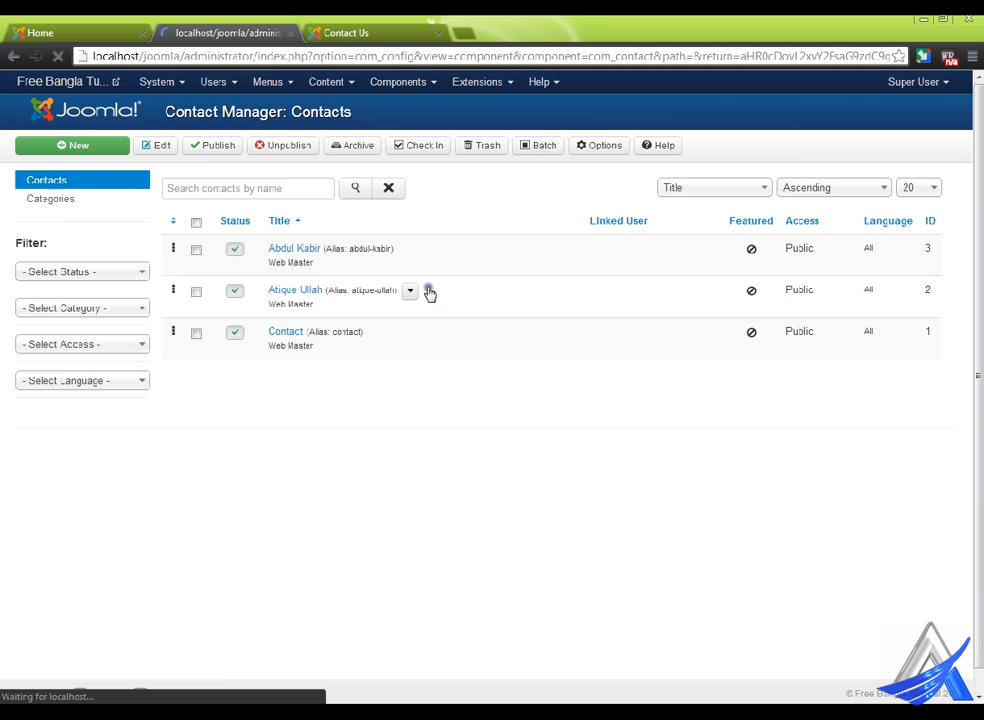 Home
localhost/joomla/adminis
Contact Us
localhost/joomla/administrator/index.php?option=com_config&view=component&component=com_contact&path=&return=
Free Bangla Tu... System Users Menus Content Components Extensions Help Super User
Joomla! Contact Manager: Contacts
New Edit Publish Unpublish Archive Check In Trash Batch Options Help
Contacts
Categories
Search contacts by name Title Ascending 20
Status Title Linked User Featured Access Language ID
Filter:
- Select Status -
- Select Category -
- Select Access -
- Select Language -
Abdul Kabir (Alias: abdul-kabir) Public All 3
Web Master
Atique Ullah (Alias: atique-ullah) Public All 2
Web Master
Contact (Alias: contact) Public All 1
Web Master
Waiting for localhost...
© Free